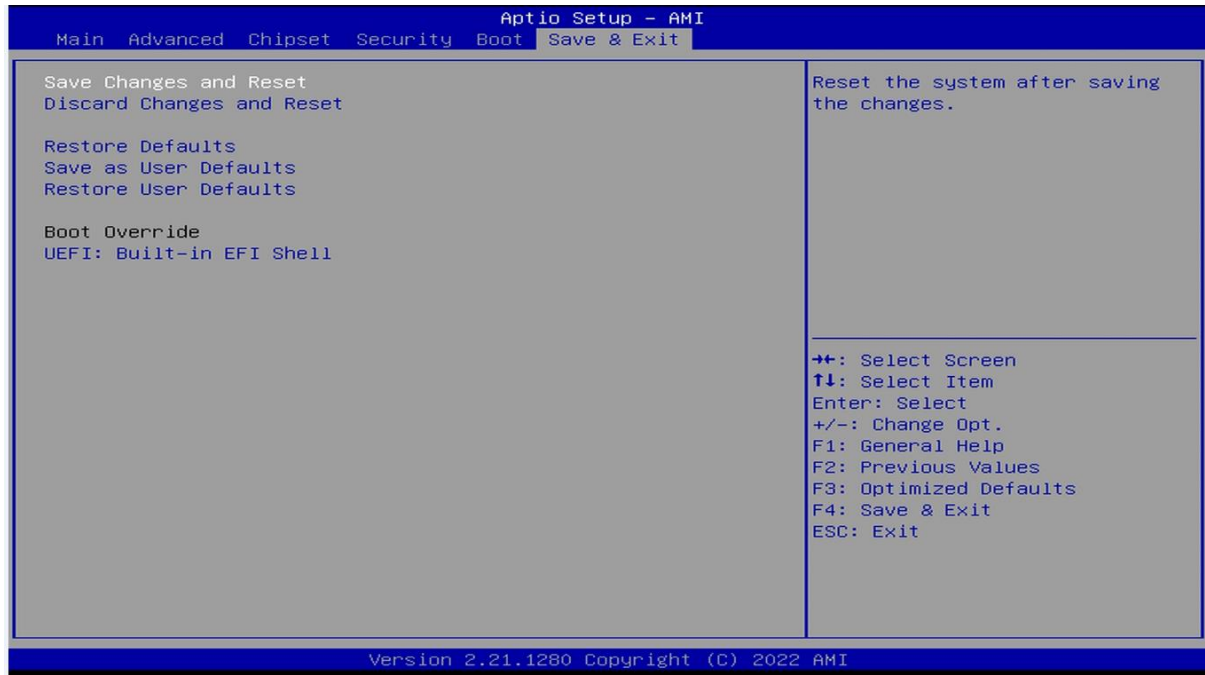 Aptio Setup – AMI
Main Advanced Chipset Security Boot Save & Exit
Save Changes and Reset
Discard Changes and Reset
Restore Defaults
Save as User Defaults
Restore User Defaults
Boot Override
UEFI: Built-in EFI Shell
Reset the system after saving
the changes.
→←: Select Screen
↑↓: Select Item
Enter: Select
+/-: Change Opt.
F1: General Help
F2: Previous Values
F3: Optimized Defaults
F4: Save & Exit
ESC: Exit
Version 2.21.1280 Copyright (C) 2022 AMI